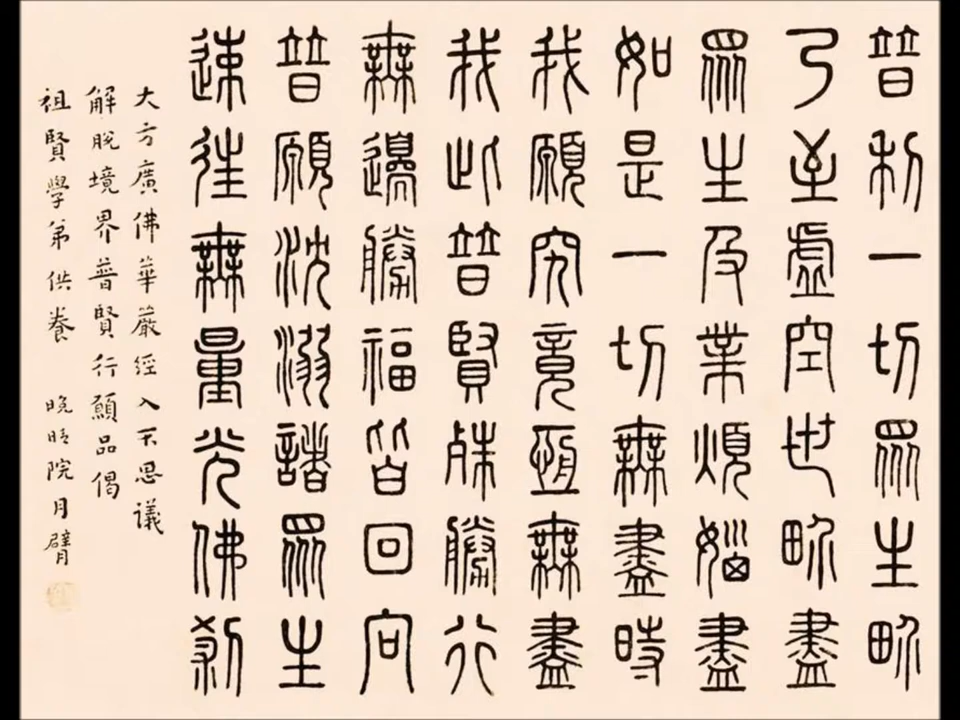 普利一切眾生畍
乃至虛空世畍盡
眾生及業煩惱盡
如是一切無盡時
我願究竟恆無盡
我此普賢殊勝行
無邊勝福皆回向
普願沈溺諸眾生
速往無量光佛剎
大方廣佛華嚴經入不思議
解脫境界普賢行願品偈
祖賢學弟供養 晚晴院月臂